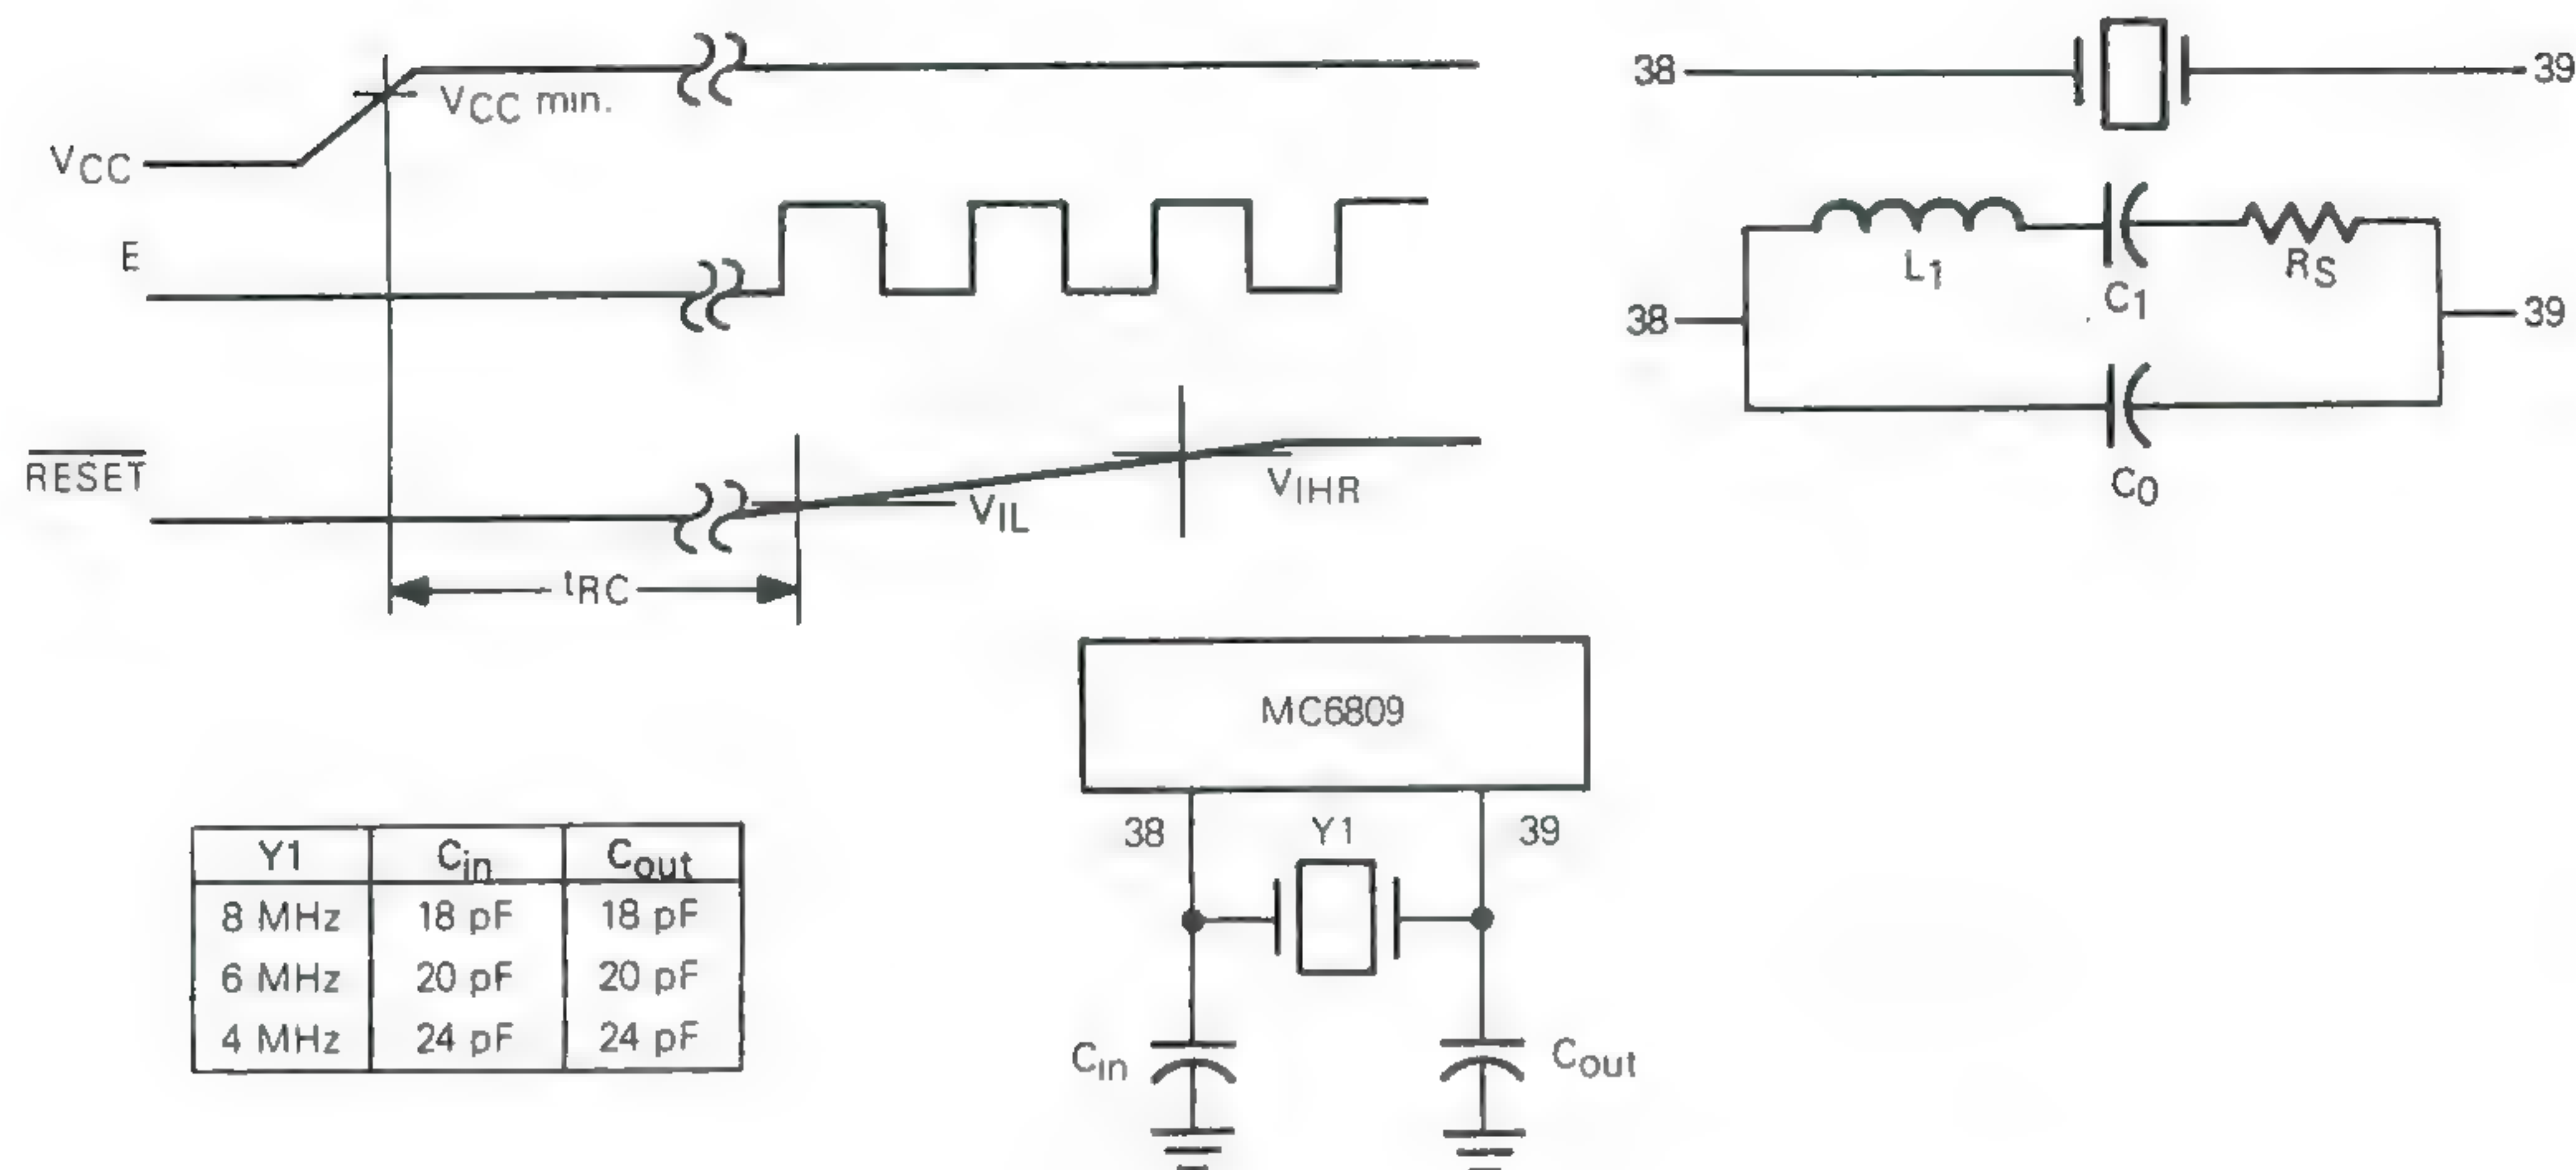 VCC
VCC min.
E
RESET
VIL
VIHR
tRC
38
39
L1
C1
RS
38
39
C0
MC6809
38
Y1
39
Cin
Cout
Y1 Cin Cout
8 MHz 18 pF 18 pF
6 MHz 20 pF 20 pF
4 MHz 24 pF 24 pF